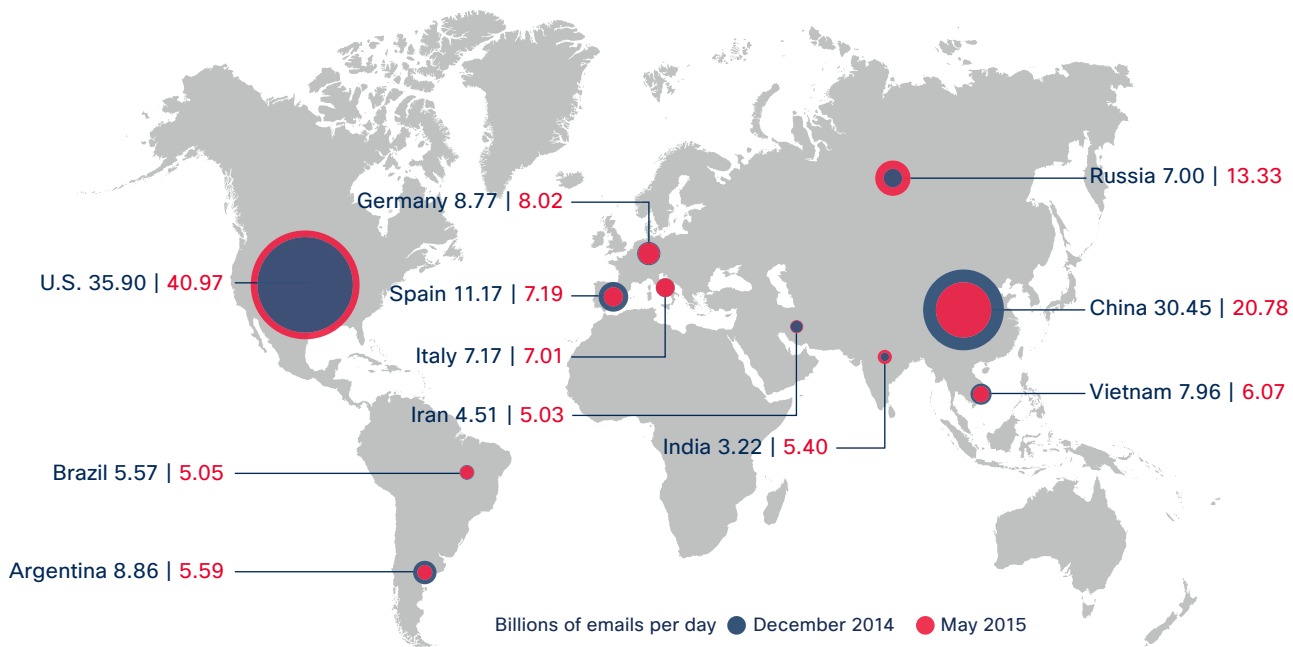 Russia 7.00 | 13.33
Germany 8.77 | 8.02
U.S. 35.90 | 40.97
Spain 11.17 | 7.19
China 30.45 | 20.78
Italy 7.17 | 7.01
Vietnam 7.96 | 6.07
Iran 4.51 | 5.03
India 3.22 | 5.40
Brazil 5.57 | 5.05
Argentina 8.86 | 5.59
Billions of emails per day December 2014 May 2015